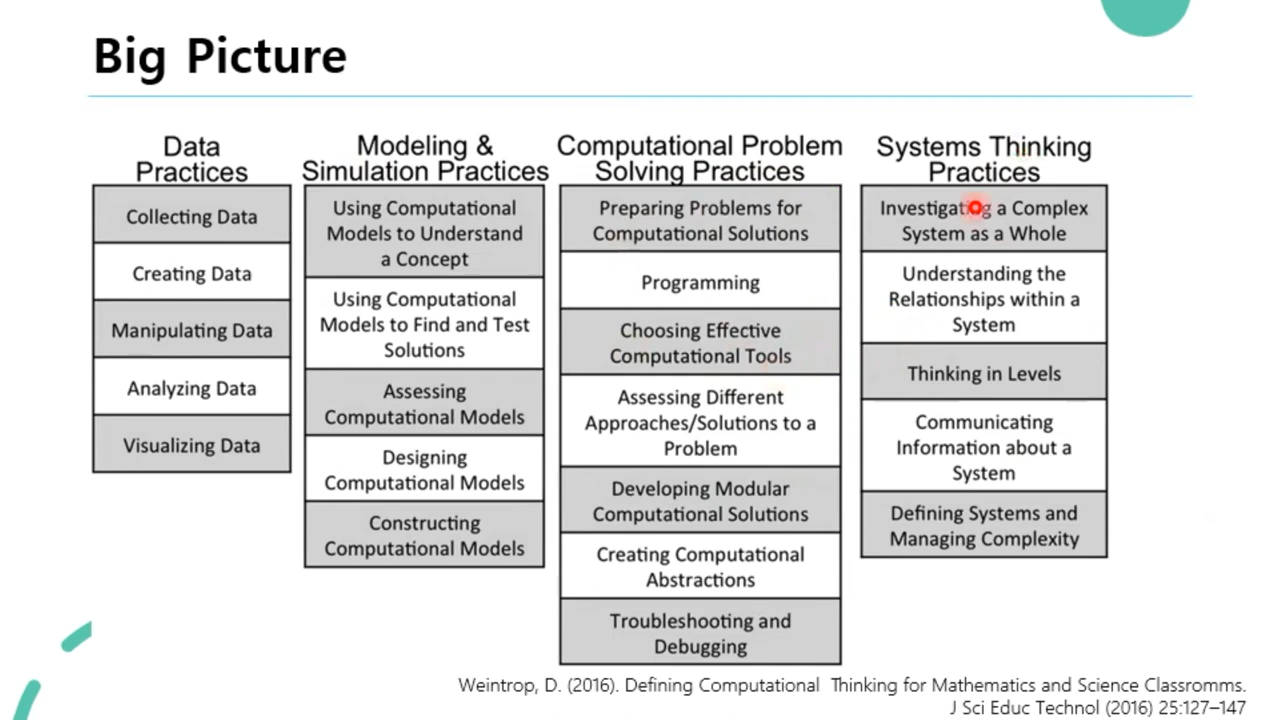 Big Picture
Data
Practices
Collecting Data
Creating Data
Manipulating Data
Analyzing Data
Visualizing Data
Modeling &
Simulation Practices
Using Computational
Models to Understand
a Concept
Using Computational
Models to Find and Test
Solutions
Assessing
Computational Models
Designing
Computational Models
Constructing
Computational Models
Computational Problem
Solving Practices
Preparing Problems for
Computational Solutions
Programming
Choosing Effective
Computational Tools
Assessing Different
Approaches/Solutions to a
Problem
Developing Modular
Computational Solutions
Creating Computational
Abstractions
Troubleshooting and
Debugging
Systems Thinking
Practices
Investigating a Complex
System as a Whole
Understanding the
Relationships within a
System
Thinking in Levels
Communicating
Information about a
System
Defining Systems and
Managing Complexity
Weintrop, D. (2016). Defining Computational Thinking for Mathematics and Science Classromms.
J Sci Educ Technol (2016) 25:127–147